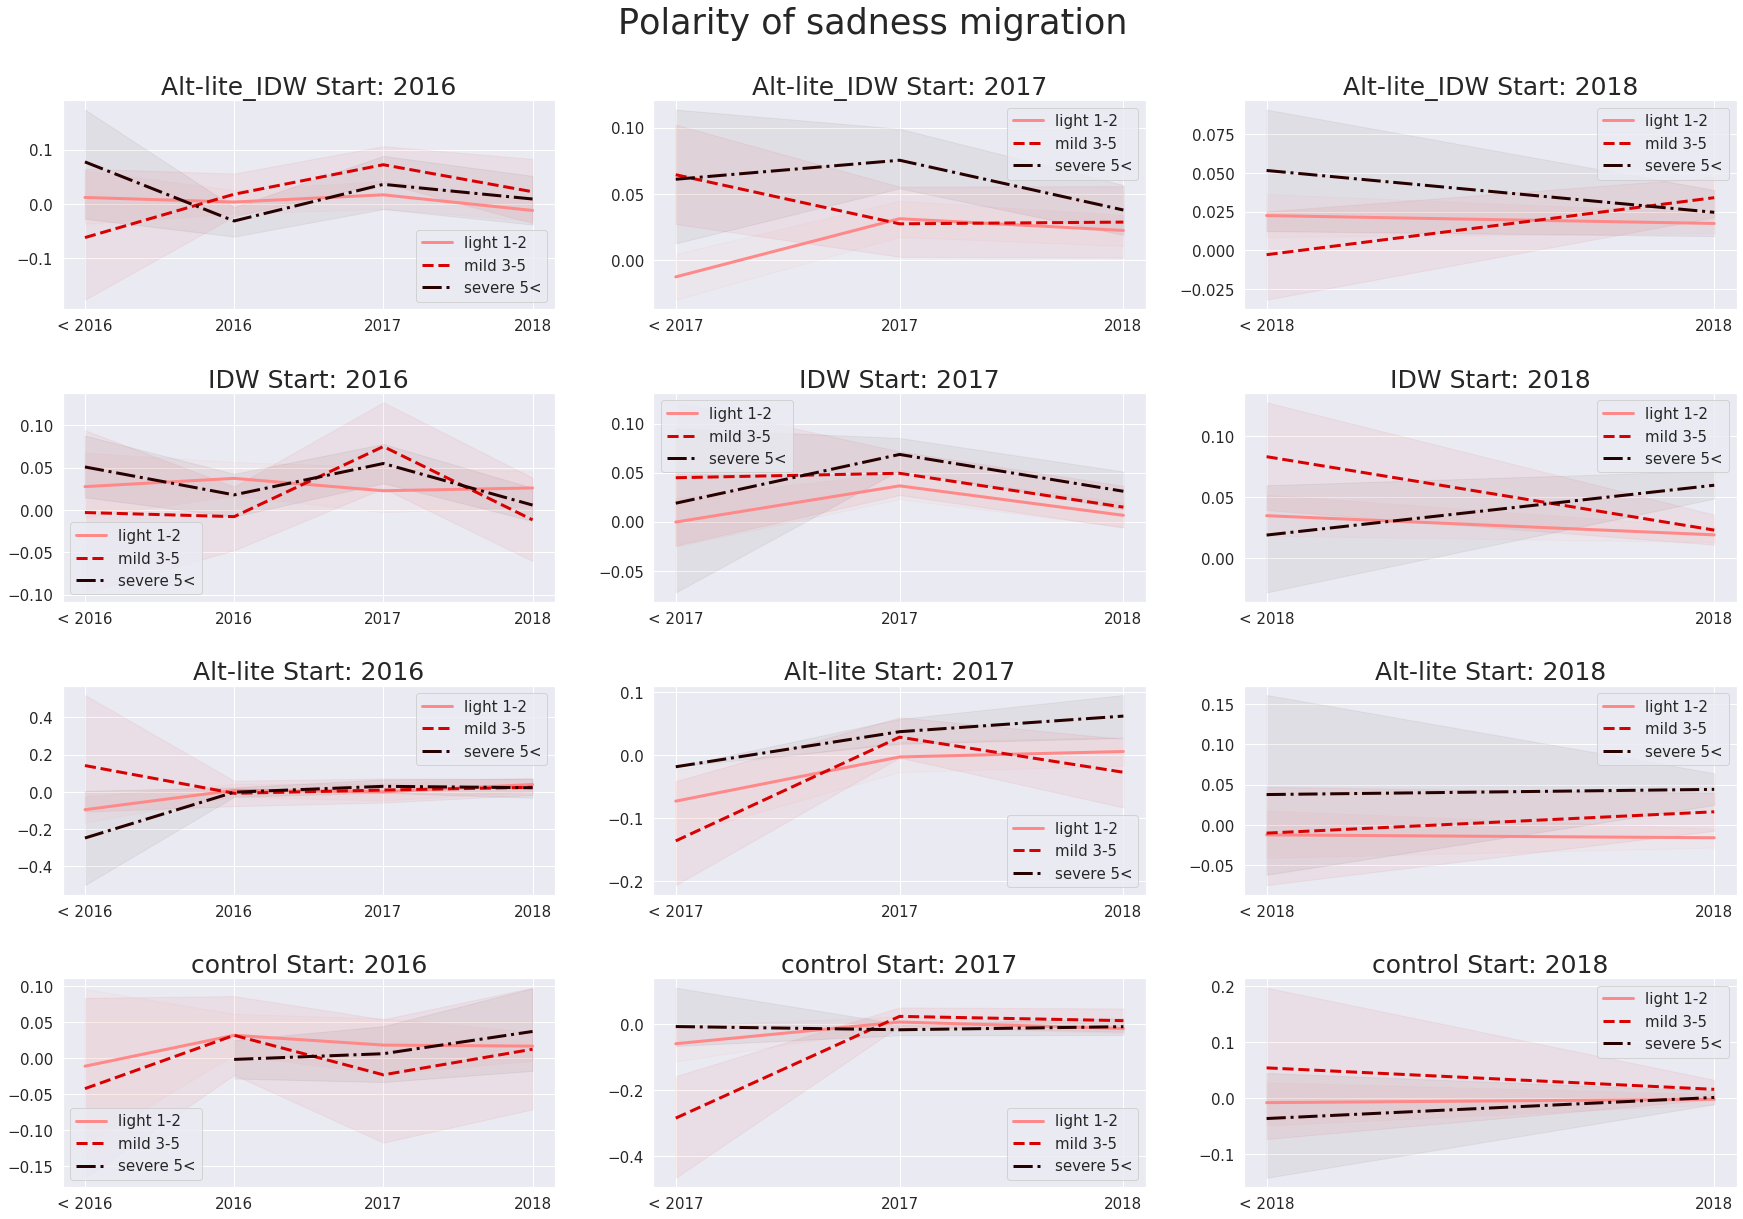 Polarity of sadness migration
Alt-lite_IDW Start: 2016
0.1
0.0
−0.1
light 1-2
mild 3-5
severe 5<
< 2016 2016 2017 2018
Alt-lite_IDW Start: 2017
0.10
0.05
0.00
light 1-2
mild 3-5
severe 5<
< 2017 2017 2018
Alt-lite_IDW Start: 2018
0.075
0.050
0.025
0.000
−0.025
light 1-2
mild 3-5
severe 5<
< 2018 2018
IDW Start: 2016
0.10
0.05
0.00
−0.05
−0.10
light 1-2
mild 3-5
severe 5<
< 2016 2016 2017 2018
IDW Start: 2017
0.10
0.05
0.00
−0.05
light 1-2
mild 3-5
severe 5<
< 2017 2017 2018
IDW Start: 2018
0.10
0.05
0.00
light 1-2
mild 3-5
severe 5<
< 2018 2018
Alt-lite Start: 2016
0.4
0.2
0.0
−0.2
−0.4
light 1-2
mild 3-5
severe 5<
< 2016 2016 2017 2018
Alt-lite Start: 2017
0.1
0.0
−0.1
−0.2
light 1-2
mild 3-5
severe 5<
< 2017 2017 2018
Alt-lite Start: 2018
0.15
0.10
0.05
0.00
−0.05
light 1-2
mild 3-5
severe 5<
< 2018 2018
control Start: 2016
0.10
0.05
0.00
−0.05
−0.10
−0.15
light 1-2
mild 3-5
severe 5<
< 2016 2016 2017 2018
control Start: 2017
0.0
−0.2
−0.4
light 1-2
mild 3-5
severe 5<
< 2017 2017 2018
control Start: 2018
0.2
0.1
0.0
−0.1
light 1-2
mild 3-5
severe 5<
< 2018 2018